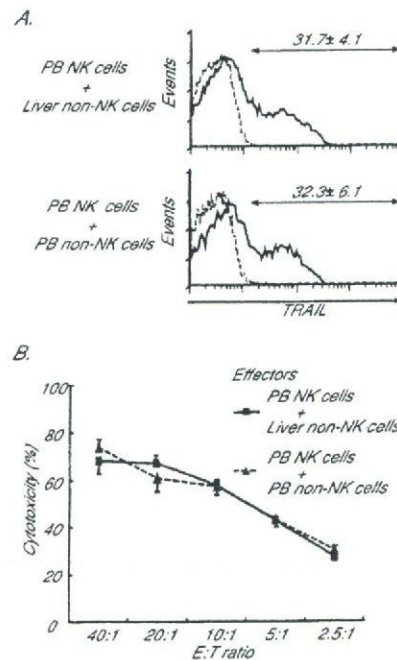 A.
PB NK cells
+
Liver non-NK cells
Events
31.7± 4.1
PB NK cells
+
PB non-NK cells
Events
32.3± 6.1
TRAIL
B.
Cytotoxicity (%)
100
80
60
40
20
0
40:1
20:1
10:1
5:1
2.5:1
E:T ratio
Effectors
PB NK cells
+
Liver non-NK cells
PB NK cells
+
PB non-NK cells